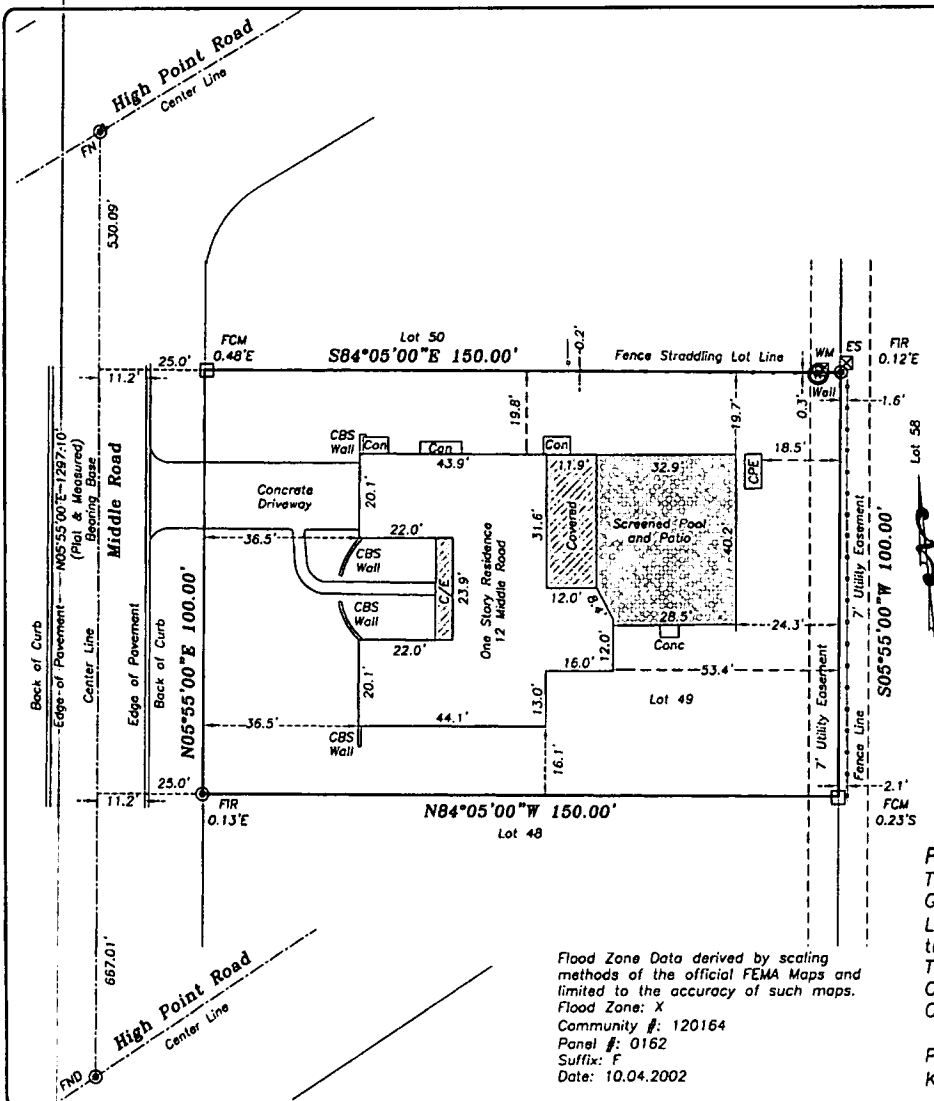 High Point Road
Center Line
FN
530.09'
FCM
0.48'E
Lot 50
S84°05'00"E 150.00'
0.2'
Fence Straddling Lot Line
WM
ES
FIR
0.12'E
25.0'
11.2'
19.8'
19.7'
0.3'
Wall
1.6'
Lot 58
Back of Curb
Edge of Pavement
N05°55'00"E 1297.10'
(Plat & Measured)
Bearing Base
Center Line
Middle Road
Edge of Pavement
Back of Curb
N05°55'00"E 100.00'
CBS
Wall
Con
Con
Con
43.9'
11.9'
32.9'
CPE
18.5'
Concrete
Driveway
20.1'
36.5'
22.0'
CBS
Wall
C/E
23.9'
One Story Residence
12 Middle Road
31.6'
Covered
Screened Pool
and Patio
40.2'
7' Utility Easement
S05°55'00"W 100.00'
CBS
Wall
22.0'
12.0'
8.4'
28.5'
Conc
24.3'
12.0'
16.0'
53.4'
20.1'
13.0'
Lot 49
36.5'
44.1'
CBS
Wall
16.1'
7' Utility Easement
Fence Line
2.1'
25.0'
11.2'
FIR
0.13'E
N84°05'00"W 150.00'
Lot 48
FCM
0.23'S
667.01'
High Point Road
Center Line
FND
Flood Zone Data derived by scaling
methods of the official FEMA Maps and
limited to the accuracy of such maps.
Flood Zone: X
Community #: 120164
Panel #: 0162
Suffix: F
Date: 10.04.2002